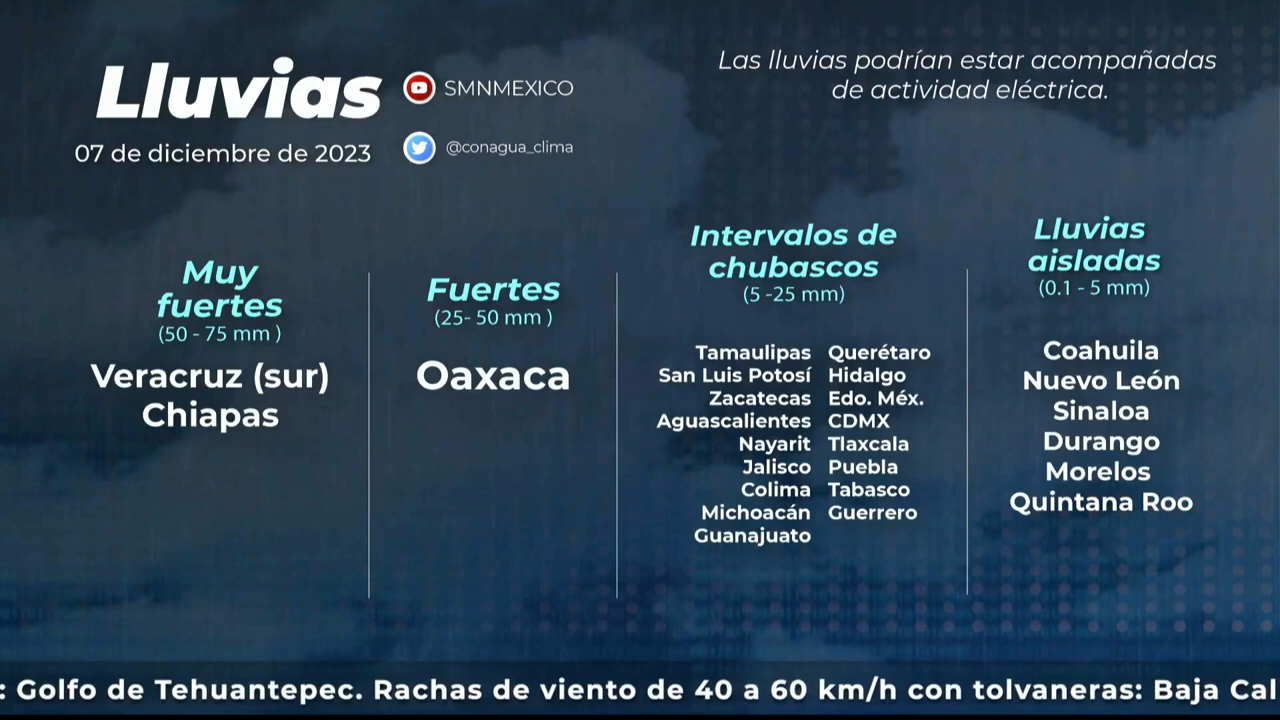 Lluvias
07 de diciembre de 2023
SMNMEXICO
@conagua_clima
Las lluvias podrían estar acompañadas
de actividad eléctrica.
Muy
fuertes
(50 - 75 mm )
Veracruz (sur)
Chiapas
Fuertes
(25- 50 mm )
Oaxaca
Intervalos de
chubascos
(5 -25 mm)
Tamaulipas
San Luis Potosí
Zacatecas
Aguascalientes
Nayarit
Jalisco
Colima
Michoacán
Guanajuato
Querétaro
Hidalgo
Edo. Méx.
CDMX
Tlaxcala
Puebla
Tabasco
Guerrero
Lluvias
aisladas
(0.1 - 5 mm)
Coahuila
Nuevo León
Sinaloa
Durango
Morelos
Quintana Roo
: Golfo de Tehuantepec. Rachas de viento de 40 a 60 km/h con tolvaneras: Baja Cal